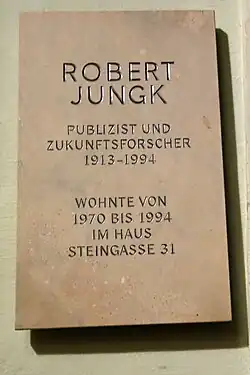 ROBERT
JUNGK
PUBLIZIST UND
ZUKUNFTSFORSCHER
1913–1994
WOHNTE VON
1970 BIS 1994
IM HAUS
STEINGASSE 31